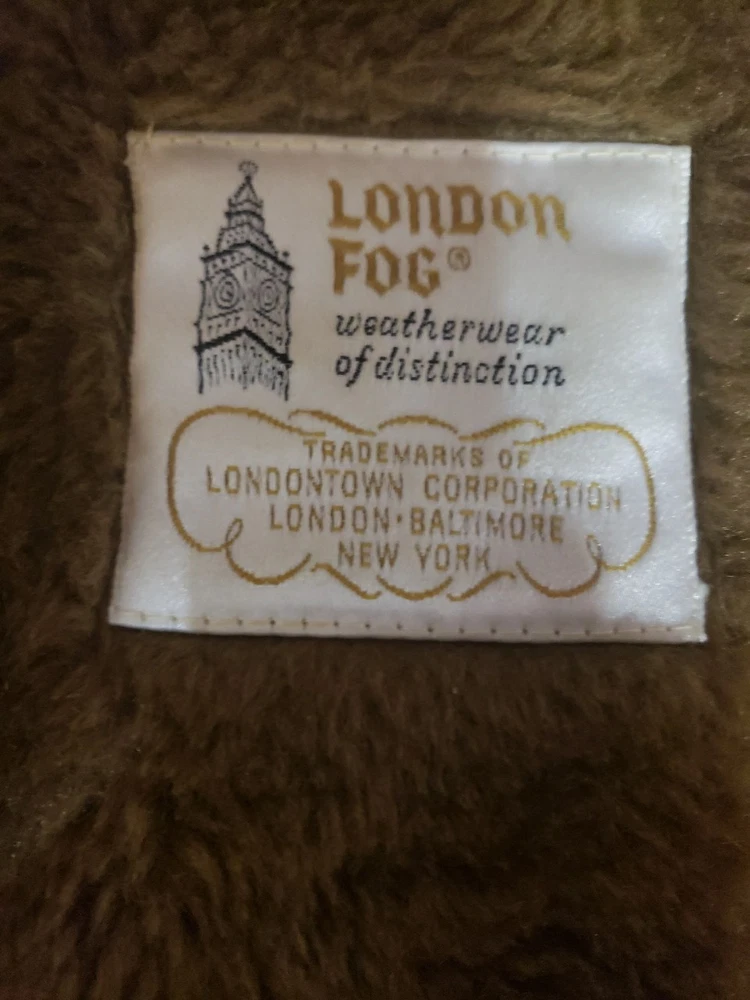 LONDON
FOG®
weatherwear
of distinction
TRADEMARKS OF
LONDONTOWN CORPORATION
LONDON·BALTIMORE
NEW YORK